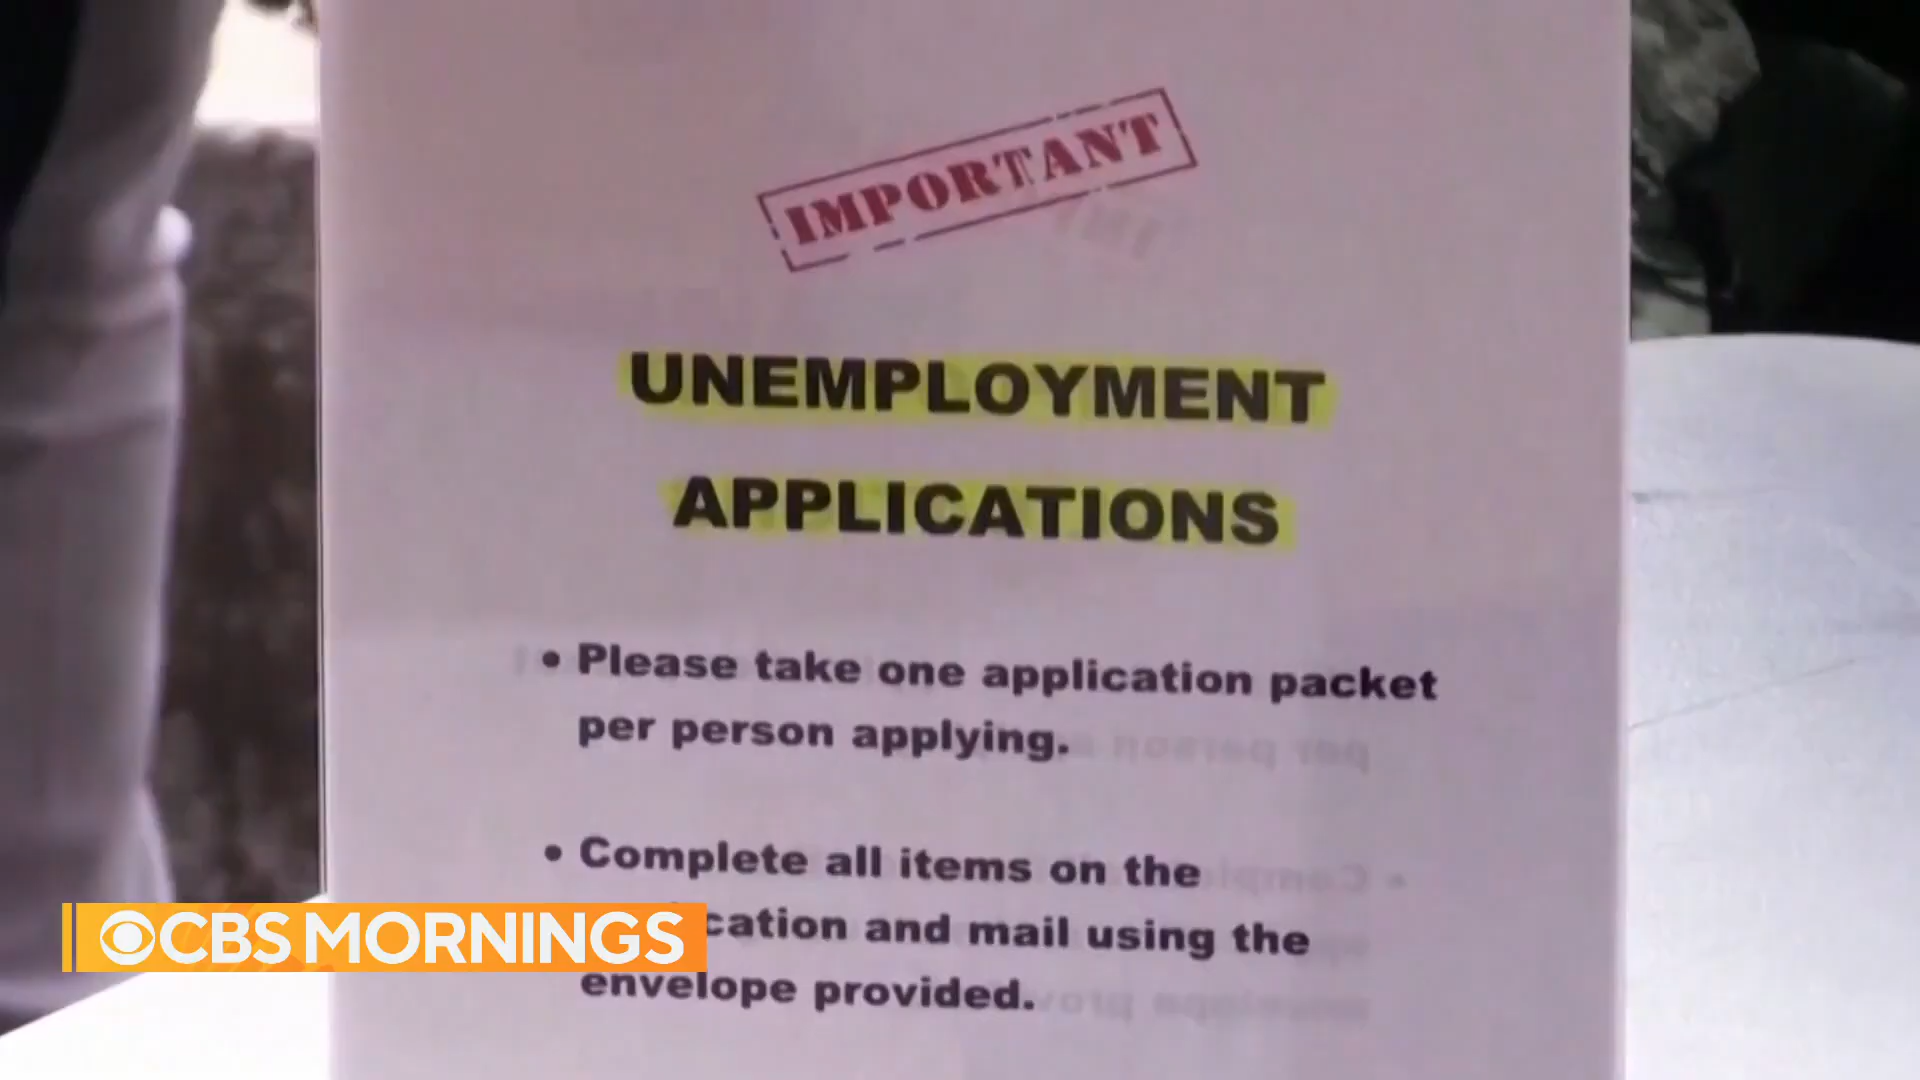 IMPORTANT
UNEMPLOYMENT
APPLICATIONS
• Please take one application packet
per person applying.
• Complete all items on the
cation and mail using the
envelope provided.
CBS MORNINGS